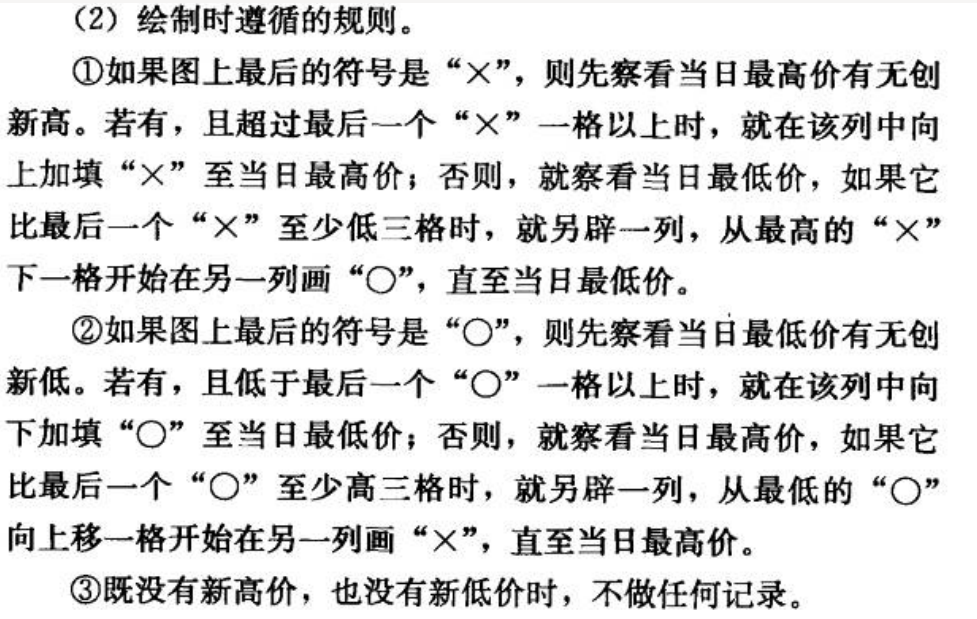 （2）绘制时遵循的规则。
①如果图上最后的符号是“×”，则先察看当日最高价有无创
新高。若有，且超过最后一个“×”一格以上时，就在该列中向
上加填“×”至当日最高价；否则，就察看当日最低价，如果它
比最后一个“×”至少低三格时，就另辟一列，从最高的“×”
下一格开始在另一列画“○”，直至当日最低价。
②如果图上最后的符号是“○”，则先察看当日最低价有无创
新低。若有，且低于最后一个“○”一格以上时，就在该列中向
下加填“○”至当日最低价；否则，就察看当日最高价，如果它
比最后一个“○”至少高三格时，就另辟一列，从最低的“○”
向上移一格开始在另一列画“×”，直至当日最高价。
③既没有新高价，也没有新低价时，不做任何记录。